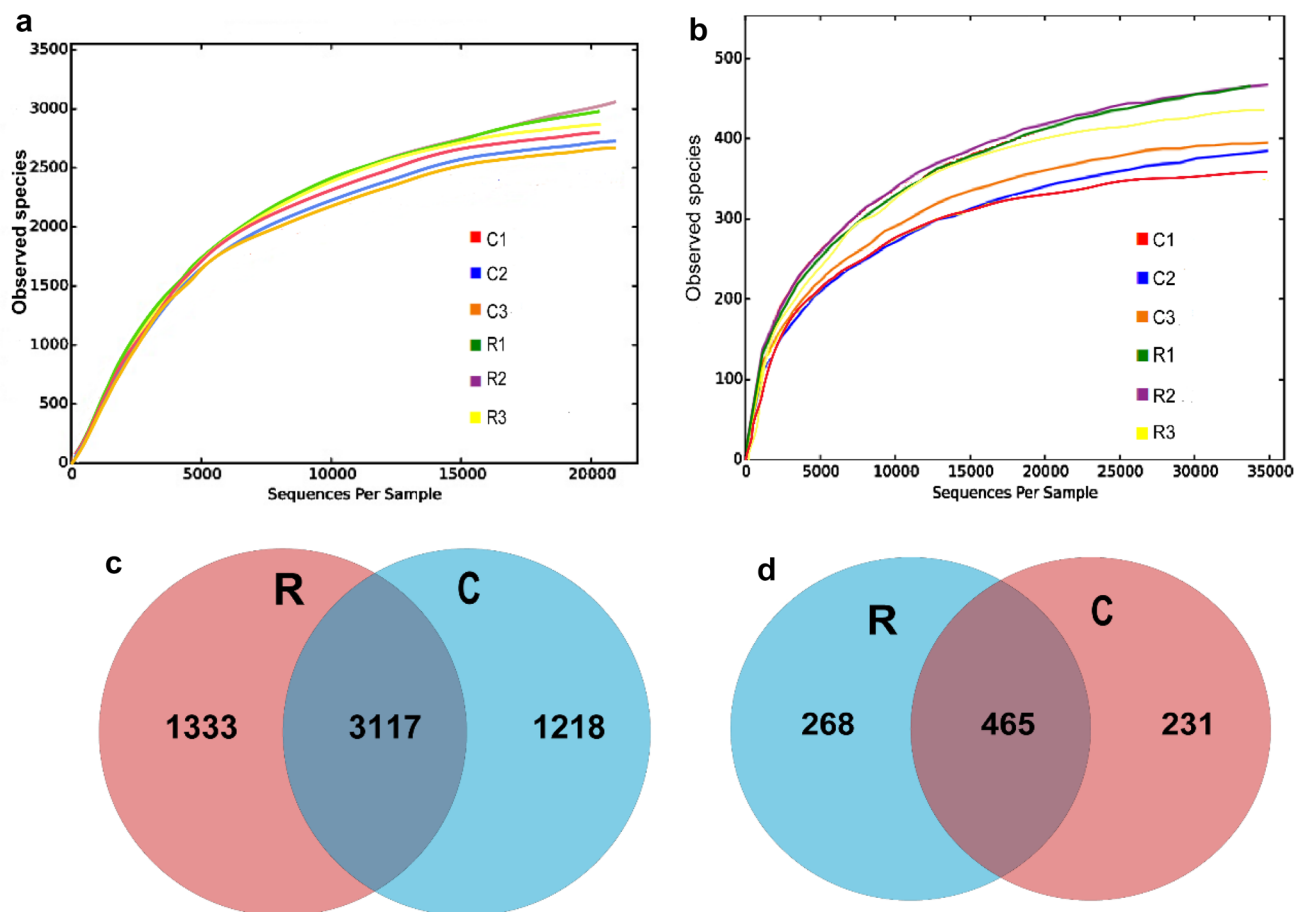 a
3500
3000
2500
2000
1500
1000
500
0
Observed species
C1
C2
C3
R1
R2
R3
0 5000 10000 15000 20000
Sequences Per Sample
b
500
400
300
200
100
0
Observed species
C1
C2
C3
R1
R2
R3
0 5000 10000 15000 20000 25000 30000 35000
Sequences Per Sample
c
R C
1333 3117 1218
d
R C
268 465 231